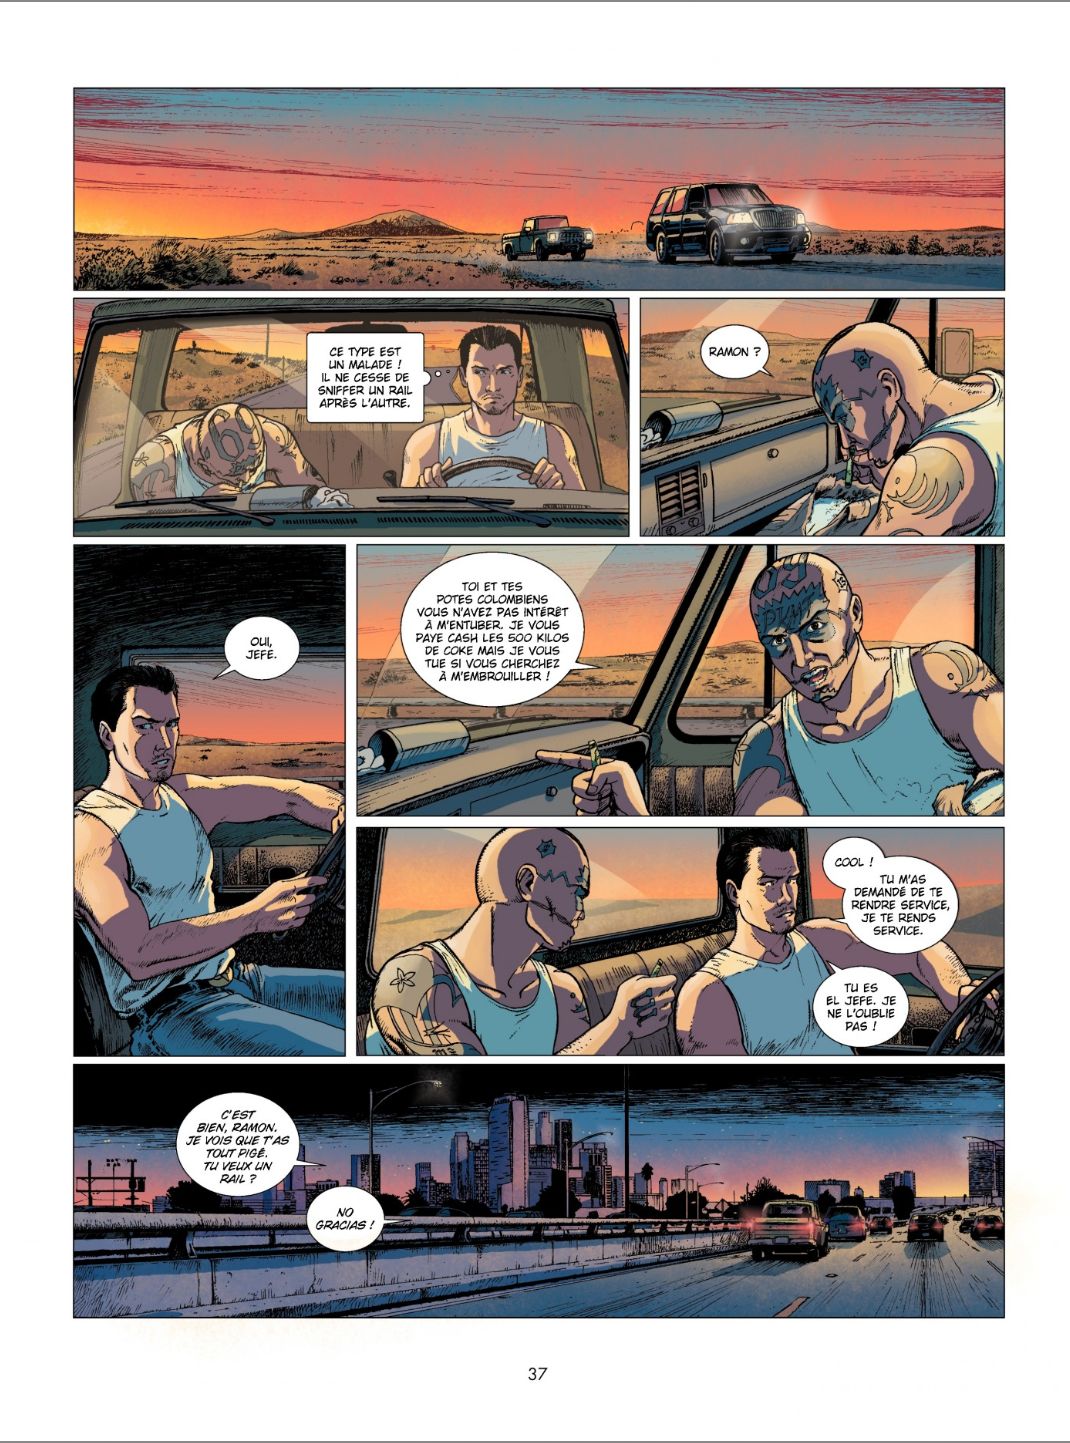 CE TYPE EST
UN MALADE !
IL NE CESSE DE
SNIFFER UN RAIL
APRÈS L'AUTRE.
RAMON ?
OUI,
JEFE.
TOI ET TES
POTES COLOMBIENS
VOUS N'AVEZ PAS INTÉRÊT
À M'ENTUBER. JE VOUS
PAYE CASH LES 500 KILOS
DE COKE MAIS JE VOUS
TUE SI VOUS CHERCHEZ
À M'EMBROUILLER !
COOL !
TU M'AS
DEMANDÉ DE TE
RENDRE SERVICE,
JE TE RENDS
SERVICE.
TU ES
EL JEFE. JE
NE L'OUBLIE
PAS !
C'EST
BIEN, RAMON.
JE VOIS QUE T'AS
TOUT PIGÉ.
TU VEUX UN
RAIL ?
NO
GRACIAS !
37